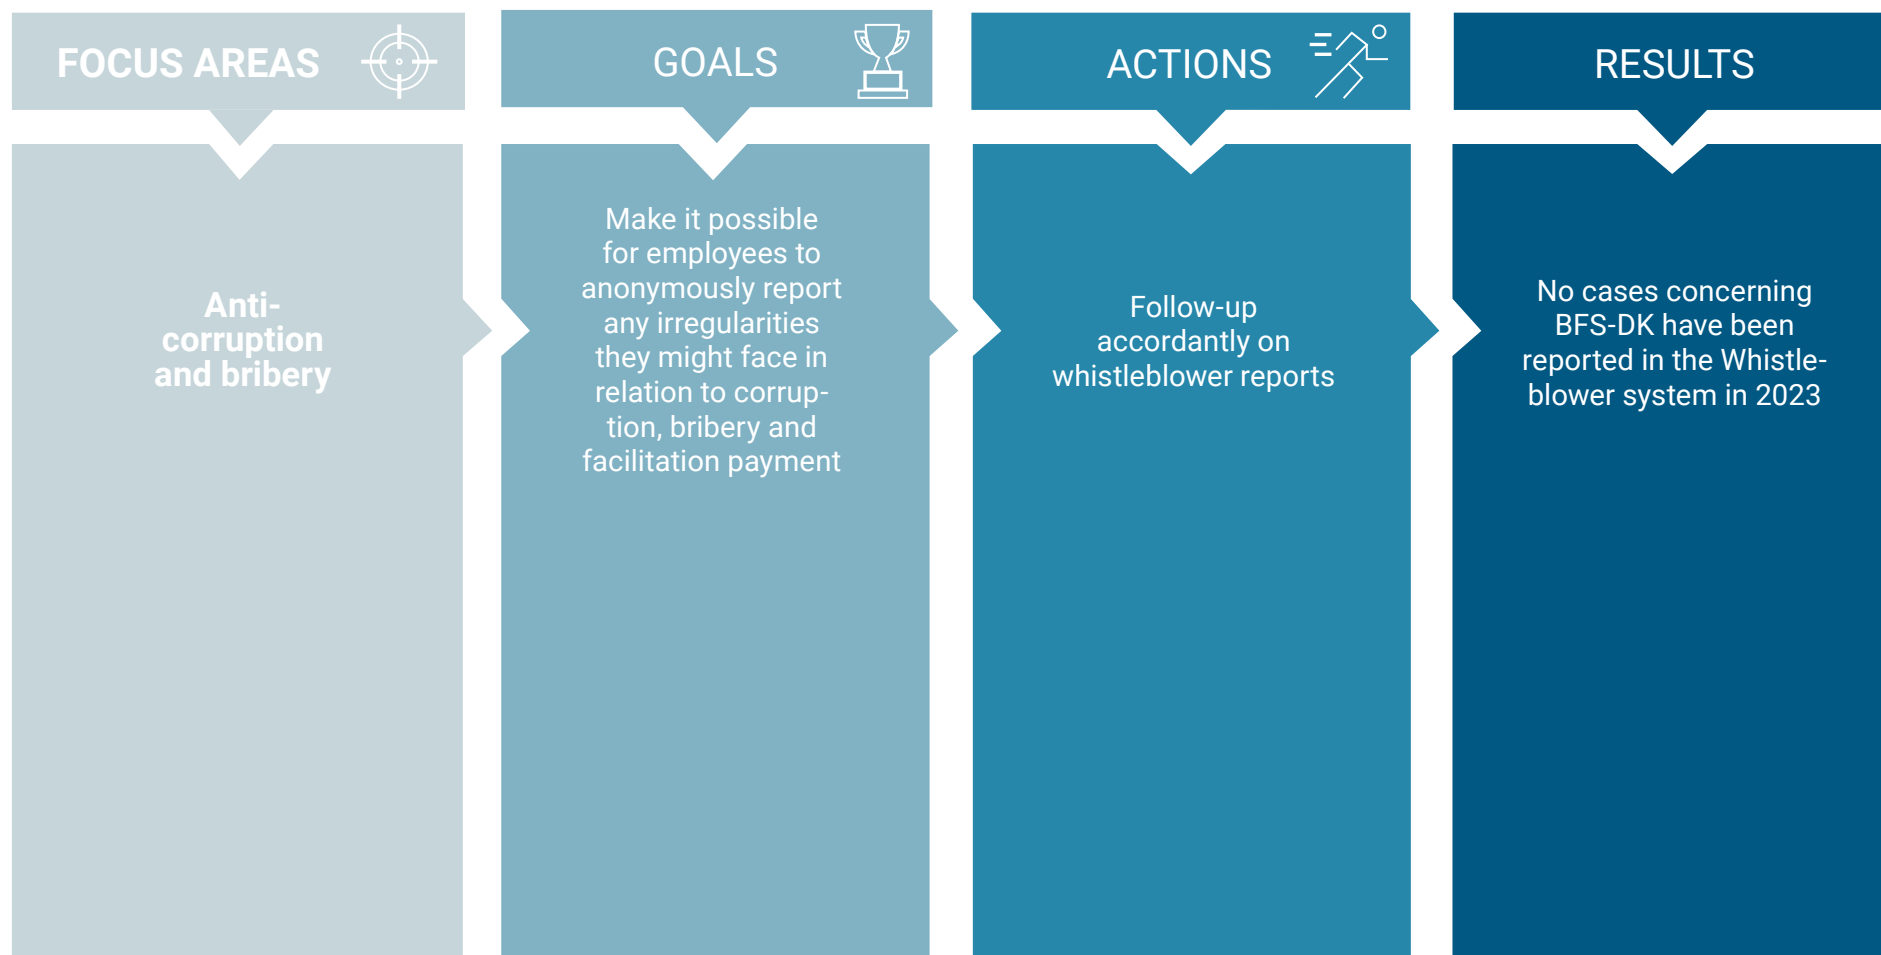 FOCUS AREAS
GOALS
ACTIONS
RESULTS
Anti-
corruption
and bribery
Make it possible
for employees to
anonymously report
any irregularities
they might face in
relation to corrup-
tion, bribery and
facilitation payment
Follow-up
accordantly on
whistleblower reports
No cases concerning
BFS-DK have been
reported in the Whistle-
blower system in 2023